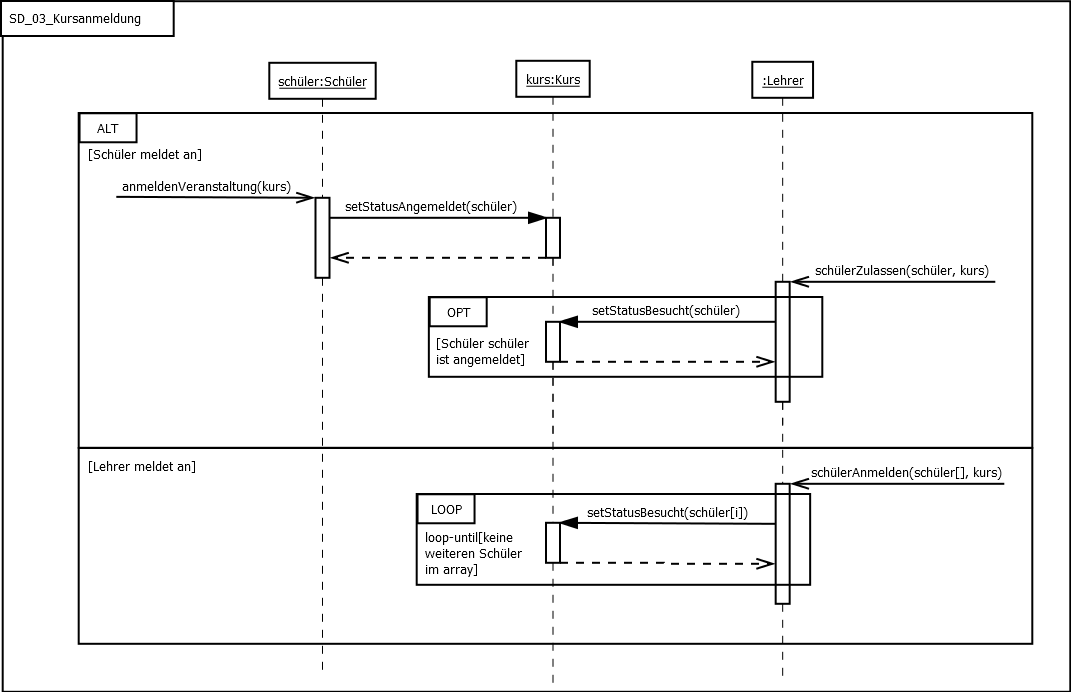 SD_03_Kursanmeldung
schüler:Schüler
kurs:Kurs
:Lehrer
ALT
[Schüler meldet an]
anmeldenVeranstaltung(kurs)
setStatusAngemeldet(schüler)
schülerZulassen(schüler, kurs)
OPT
setStatusBesucht(schüler)
[Schüler schüler
ist angemeldet]
[Lehrer meldet an]
schülerAnmelden(schüler[], kurs)
LOOP
setStatusBesucht(schüler[i])
loop-until[keine
weiteren Schüler
im array]